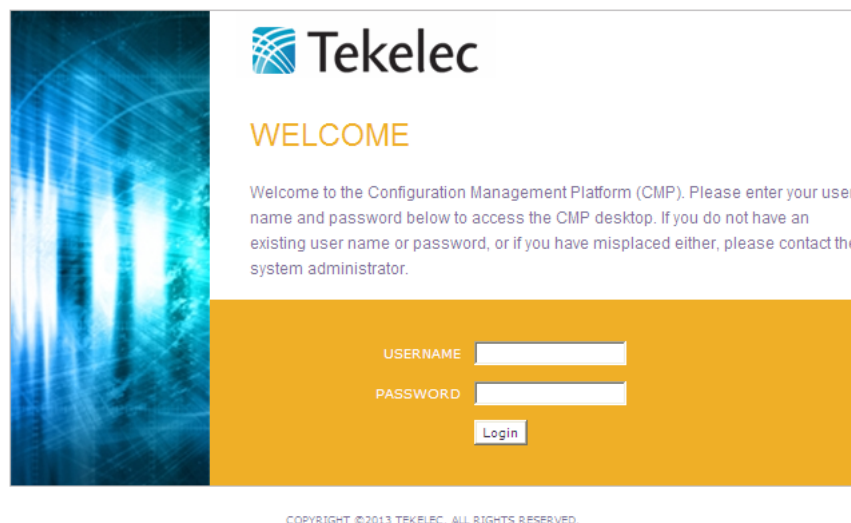 Tekelec
WELCOME
Welcome to the Configuration Management Platform (CMP). Please enter your user
name and password below to access the CMP desktop. If you do not have an
existing user name or password, or if you have misplaced either, please contact the
system administrator.
USERNAME
PASSWORD
Login
COPYRIGHT ©2013 TEKELEC. ALL RIGHTS RESERVED.